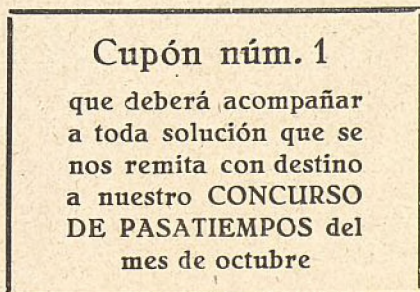 Cupón núm. 1
que deberá acompañar
a toda solución que se
nos remita con destino
a nuestro CONCURSO
DE PASATIEMPOS del
mes de octubre